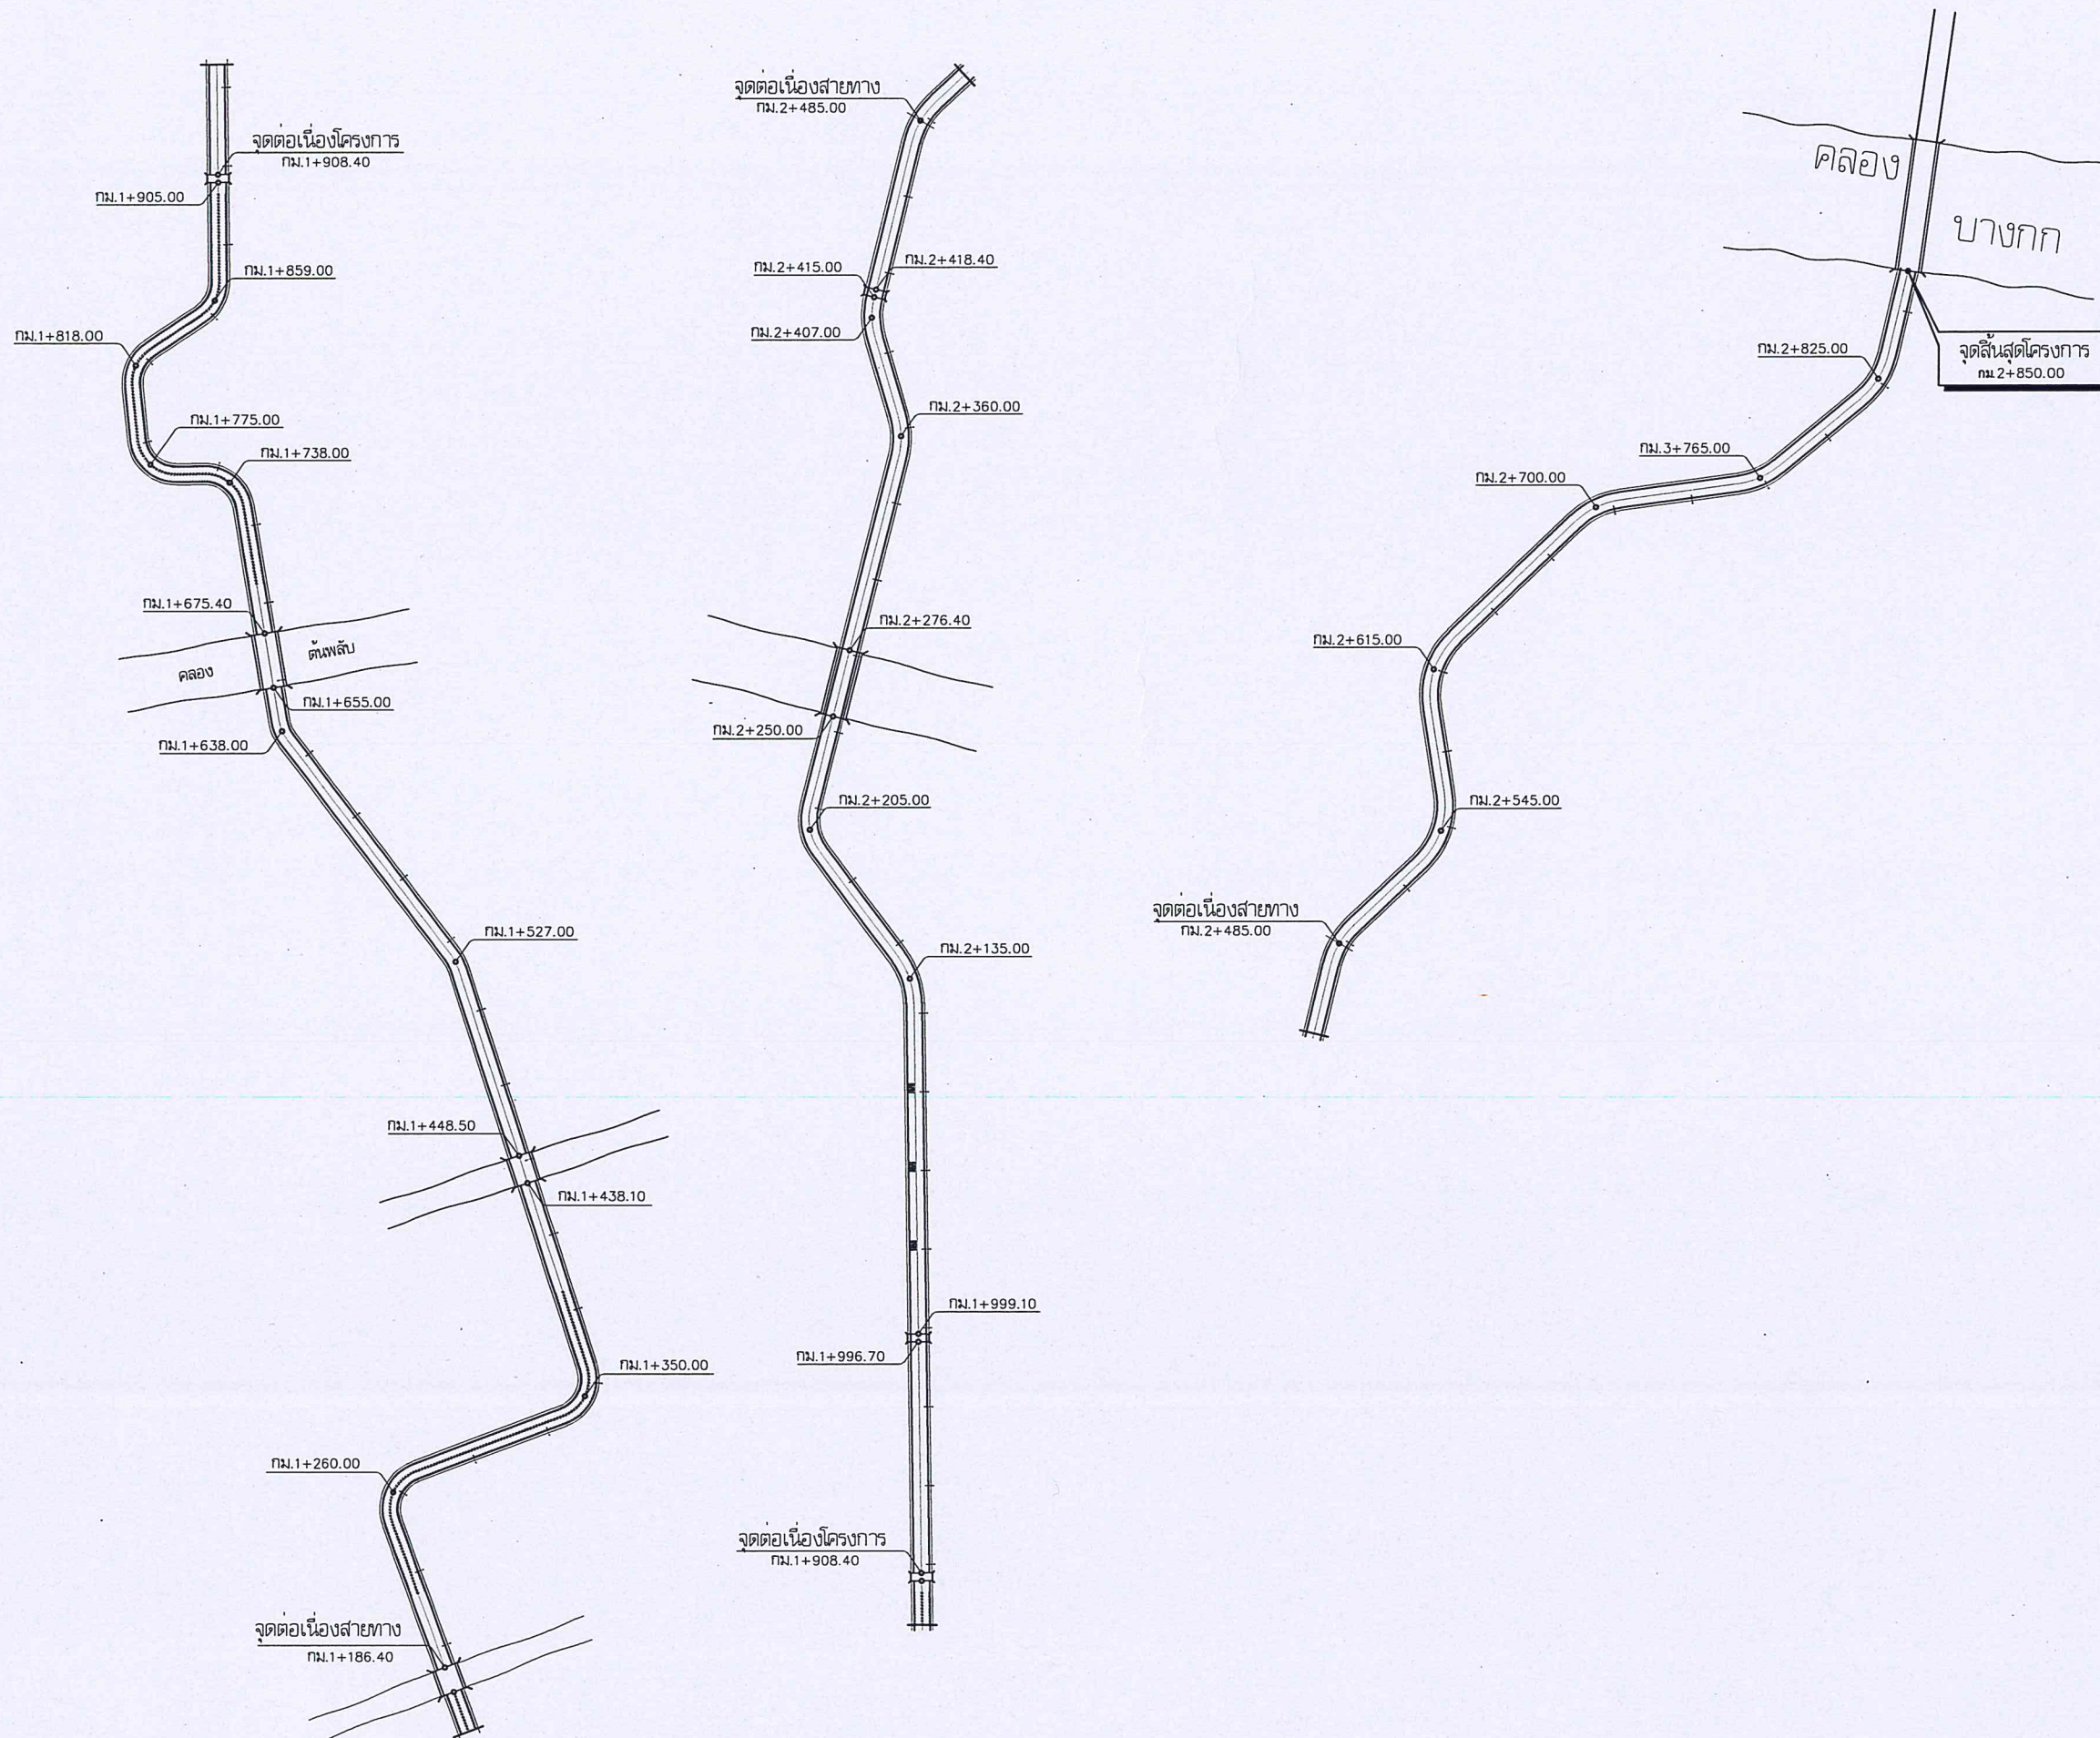 จุดต่อเนื่องโครงการ
กม.1+908.40
กม.1+905.00
กม.1+859.00
กม.1+818.00
กม.1+775.00
กม.1+738.00
กม.1+675.40
คลอง
ต้นพลับ
กม.1+655.00
กม.1+638.00
กม.1+527.00
กม.1+448.50
กม.1+438.10
กม.1+350.00
กม.1+260.00
จุดต่อเนื่องสายทาง
กม.1+186.40
จุดต่อเนื่องสายทาง
กม.2+485.00
กม.2+418.40
กม.2+415.00
กม.2+407.00
กม.2+360.00
กม.2+276.40
กม.2+250.00
กม.2+205.00
กม.2+135.00
กม.1+999.10
กม.1+996.70
จุดต่อเนื่องโครงการ
กม.1+908.40
คลอง
บางกก
จุดสิ้นสุดโครงการ
กม.2+850.00
กม.2+825.00
กม.3+765.00
กม.2+700.00
กม.2+615.00
กม.2+545.00
จุดต่อเนื่องสายทาง
กม.2+485.00